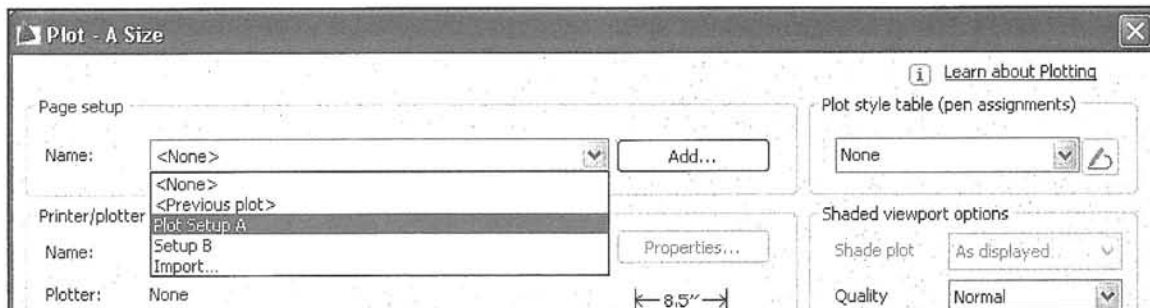 Plot - A Size
Learn about Plotting
Page setup
Name: <None> Add...
<None>
<Previous plot>
Plot Setup A
Setup B
Import...
Plot style table (pen assignments)
None
Printer/plotter
Name: Properties...
Plotter: None
8.5"
Shaded viewport options
Shade plot As displayed
Quality Normal